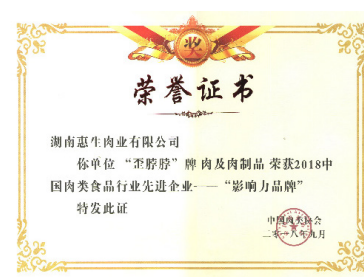 奖
荣誉证书
湖南惠生肉业有限公司
你单位“歪脖脖”牌 肉及肉制品 荣获2018中
国肉类食品行业先进企业-——“影响力品牌”
特发此证
中国肉类协会
二零一八年九月